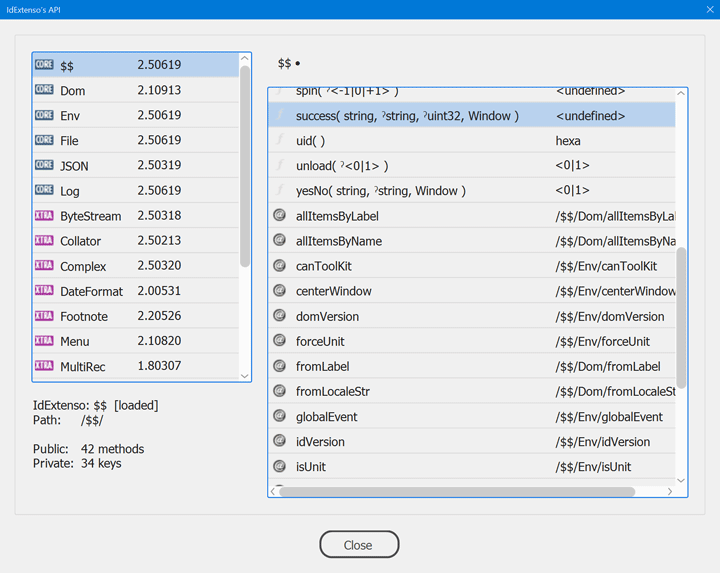 IdExtenso's API
CORE $$ 2.50619
CORE Dom 2.10913
CORE Env 2.50619
CORE File 2.50619
CORE JSON 2.50319
CORE Log 2.50619
XTRA ByteStream 2.50318
XTRA Collator 2.50213
XTRA Complex 2.50320
XTRA DateFormat 2.00531
XTRA Footnote 2.20526
XTRA Menu 2.10820
XTRA MultiRec 1.80307
IdExtenso: $$ [loaded]
Path: /$$/
Public: 42 methods
Private: 34 keys
$$ •
ƒ spin( ?<-1|0|+1> ) <undefined>
ƒ success( string, ?string, ?uint32, Window ) <undefined>
ƒ uid( ) hexa
ƒ unload( ?<0|1> ) <0|1>
ƒ yesNo( string, ?string, Window ) <0|1>
@ allItemsByLabel /$$/Dom/allItemsByLa
@ allItemsByName /$$/Dom/allItemsByNa
@ canToolKit /$$/Env/canToolKit
@ centerWindow /$$/Env/centerWindow
@ domVersion /$$/Env/domVersion
@ forceUnit /$$/Env/forceUnit
@ fromLabel /$$/Dom/fromLabel
@ fromLocaleStr /$$/Dom/fromLocaleStr
@ globalEvent /$$/Env/globalEvent
@ idVersion /$$/Env/idVersion
@ isUnit /$$/Env/isUnit
Close